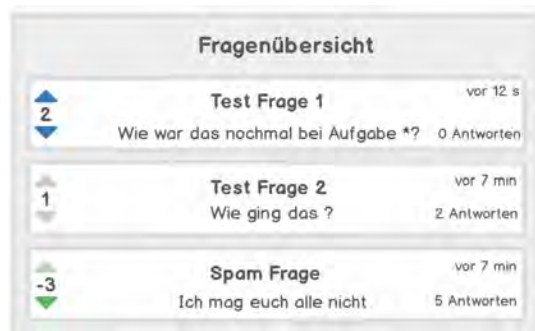 Fragenübersicht
vor 12 s
2
Test Frage 1
Wie war das nochmal bei Aufgabe *?
0 Antworten
vor 7 min
1
Test Frage 2
Wie ging das ?
2 Antworten
vor 7 min
-3
Spam Frage
Ich mag euch alle nicht
5 Antworten